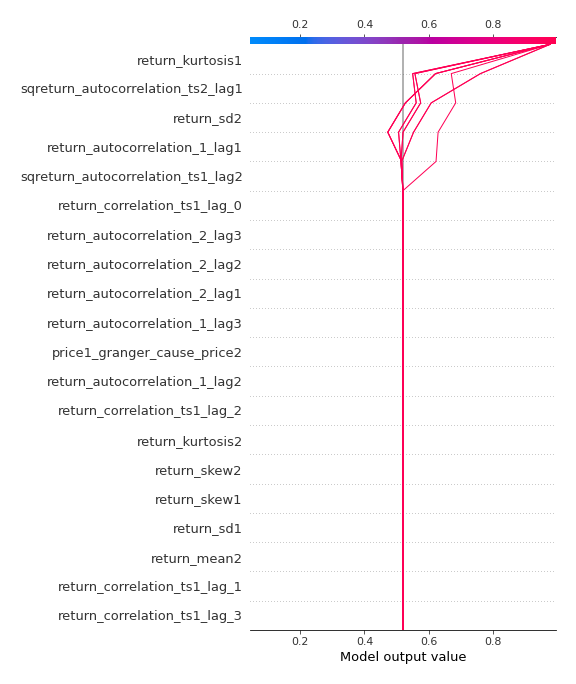 0.2 0.4 0.6 0.8
return_kurtosis1
sqreturn_autocorrelation_ts2_lag1
return_sd2
return_autocorrelation_1_lag1
sqreturn_autocorrelation_ts1_lag2
return_correlation_ts1_lag_0
return_autocorrelation_2_lag3
return_autocorrelation_2_lag2
return_autocorrelation_2_lag1
return_autocorrelation_1_lag3
price1_granger_cause_price2
return_autocorrelation_1_lag2
return_correlation_ts1_lag_2
return_kurtosis2
return_skew2
return_skew1
return_sd1
return_mean2
return_correlation_ts1_lag_1
return_correlation_ts1_lag_3
0.2 0.4 0.6 0.8
Model output value